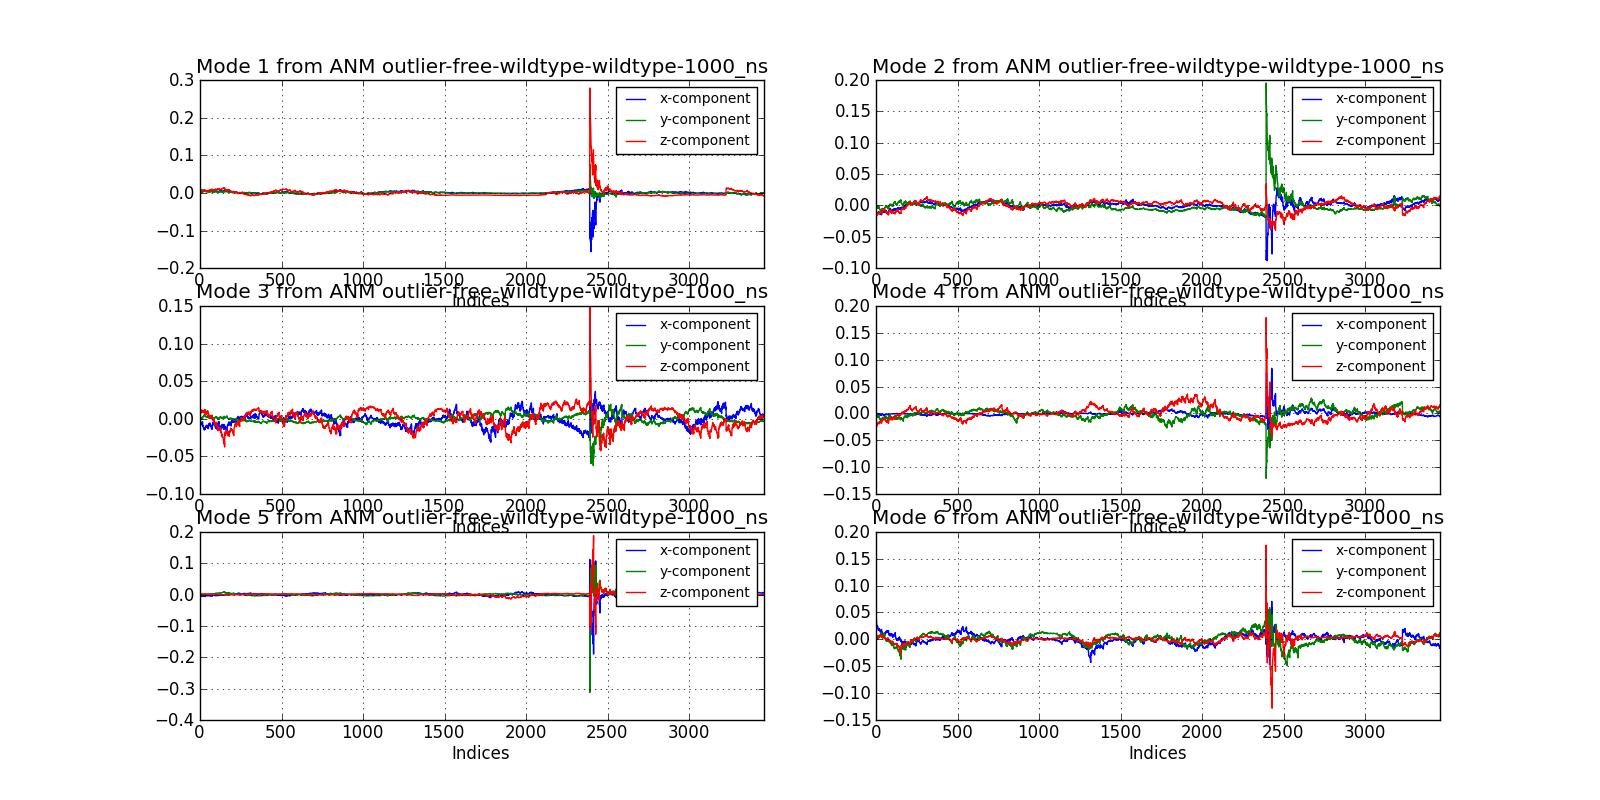 Mode 1 from ANM outlier-free-wildtype-wildtype-1000_ns
0.3
0.2
0.1
0.0
−0.1
−0.2
x-component
y-component
z-component
0 500 1000 1500 2000 2500 3000
Indices
Mode 2 from ANM outlier-free-wildtype-wildtype-1000_ns
0.20
0.15
0.10
0.05
0.00
−0.05
−0.10
x-component
y-component
z-component
0 500 1000 1500 2000 2500 3000
Indices
Mode 3 from ANM outlier-free-wildtype-wildtype-1000_ns
0.15
0.10
0.05
0.00
−0.05
−0.10
x-component
y-component
z-component
0 500 1000 1500 2000 2500 3000
Indices
Mode 4 from ANM outlier-free-wildtype-wildtype-1000_ns
0.20
0.15
0.10
0.05
0.00
−0.05
−0.10
−0.15
x-component
y-component
z-component
0 500 1000 1500 2000 2500 3000
Indices
Mode 5 from ANM outlier-free-wildtype-wildtype-1000_ns
0.2
0.1
0.0
−0.1
−0.2
−0.3
−0.4
x-component
y-component
z-component
0 500 1000 1500 2000 2500 3000
Indices
Mode 6 from ANM outlier-free-wildtype-wildtype-1000_ns
0.20
0.15
0.10
0.05
0.00
−0.05
−0.10
−0.15
x-component
y-component
z-component
0 500 1000 1500 2000 2500 3000
Indices